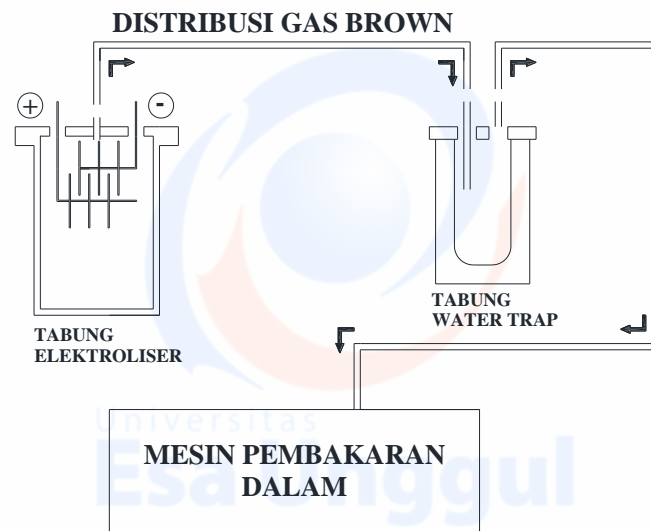 DISTRIBUSI GAS BROWN
+
-
TABUNG
ELEKTROLISER
TABUNG
WATER TRAP
Universitas
Esa Unggul
MESIN PEMBAKARAN
DALAM